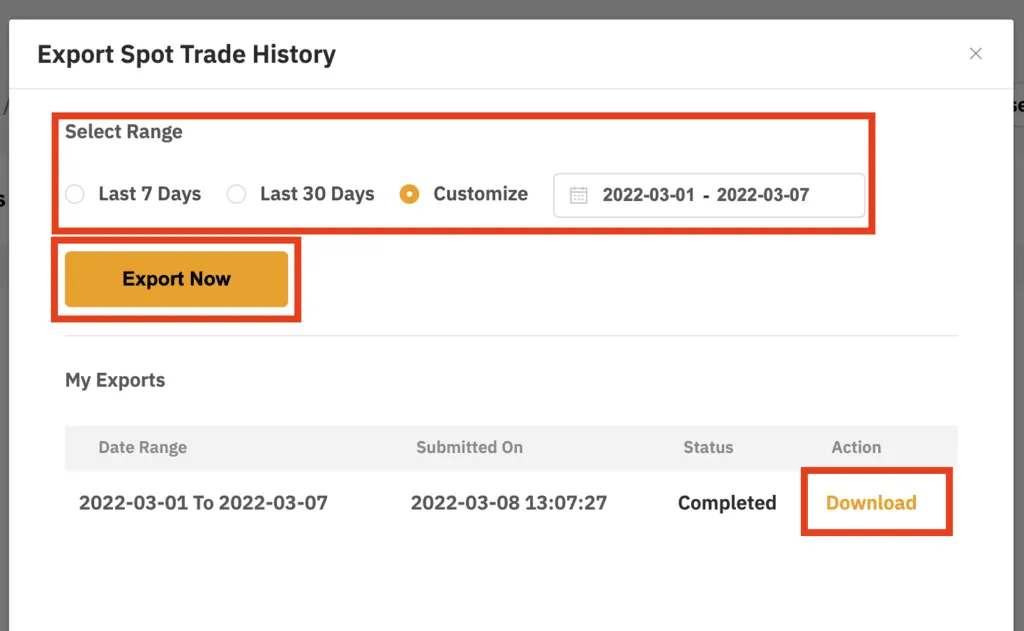 Export Spot Trade History
Select Range
Last 7 Days Last 30 Days Customize 2022-03-01 - 2022-03-07
Export Now
My Exports
Date Range Submitted On Status Action
2022-03-01 To 2022-03-07 2022-03-08 13:07:27 Completed Download